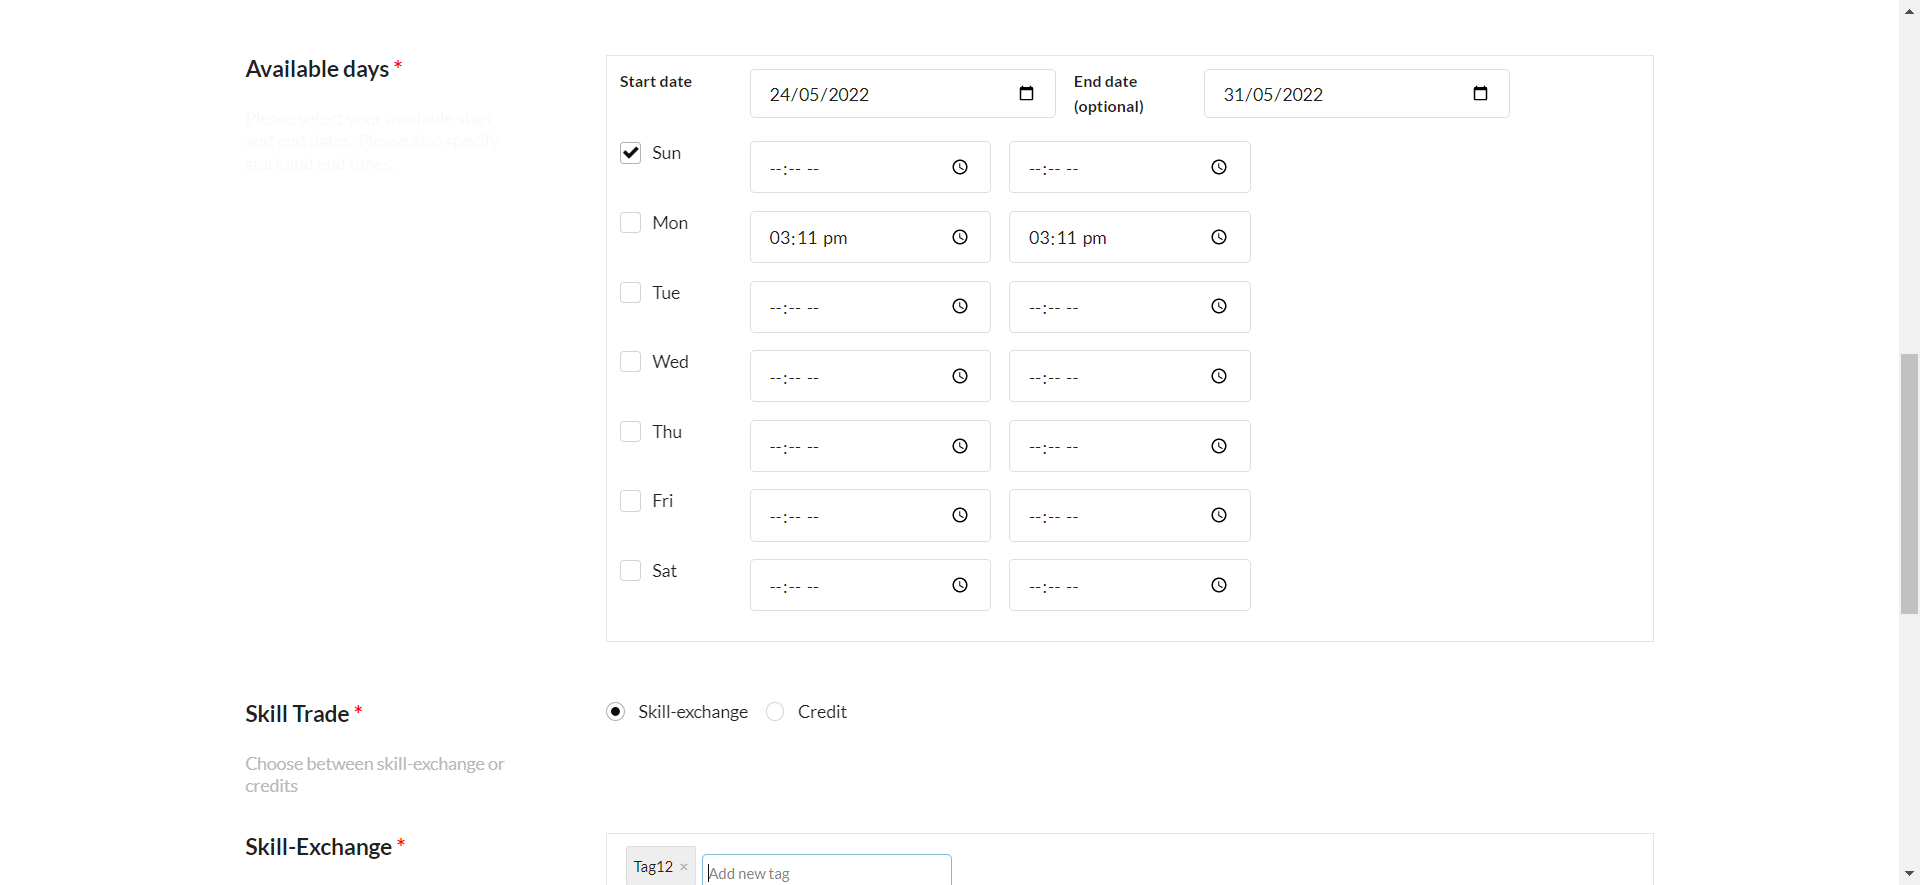 Available days *
Please select your available start
and end dates. Please also specify
start and end times.
Start date
24/05/2022
End date
(optional)
31/05/2022
Sun
--:-- --
--:-- --
Mon
03:11 pm
03:11 pm
Tue
--:-- --
--:-- --
Wed
--:-- --
--:-- --
Thu
--:-- --
--:-- --
Fri
--:-- --
--:-- --
Sat
--:-- --
--:-- --
Skill Trade *
Choose between skill-exchange or
credits
Skill-exchange
Credit
Skill-Exchange *
Tag12 ×
Add new tag